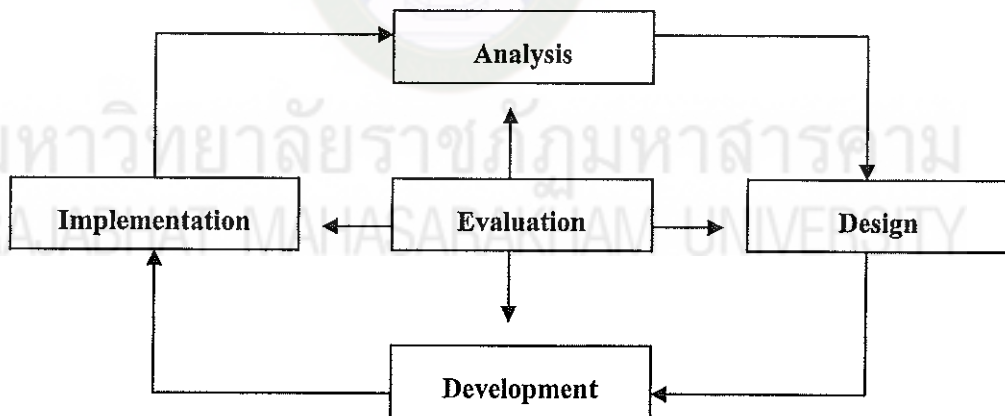 Analysis
มหาวิทยาลัยราชภัฏมหาสารคาม
Implementation
Evaluation
Design
RAJABHAT MAHASARAKHAM UNIVERSITY
Development